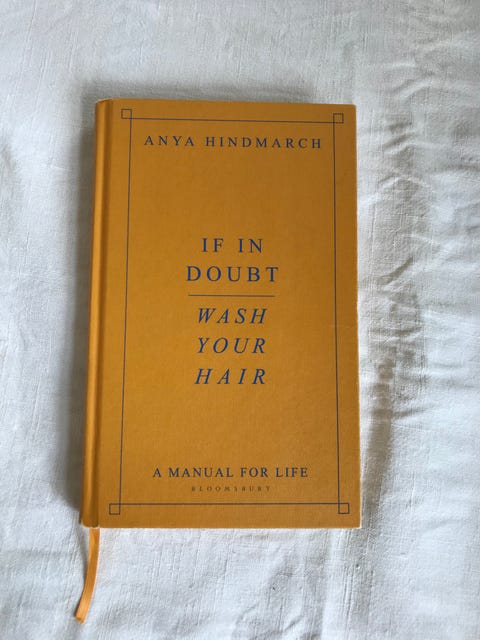 ANYA HINDMARCH
IF IN
DOUBT
WASH
YOUR
HAIR
A MANUAL FOR LIFE
BLOOMSBURY